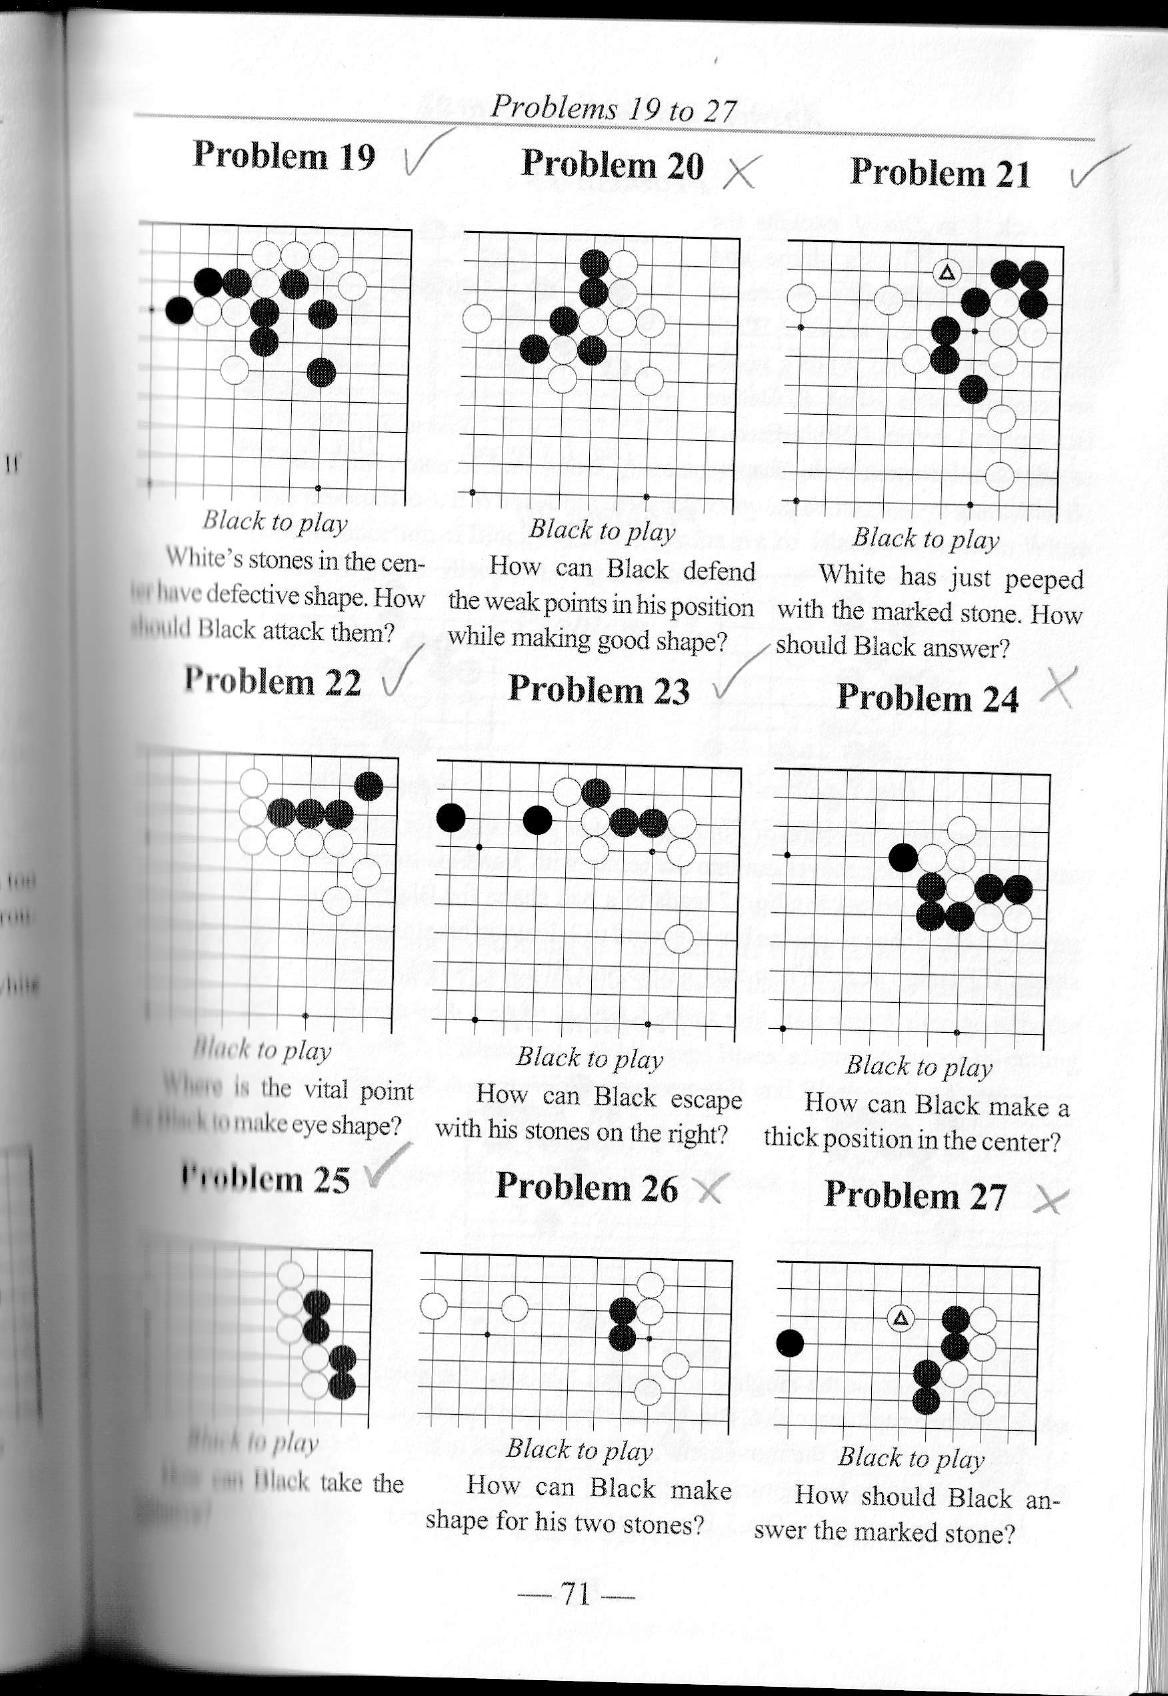 Problems 19 to 27
Problem 19
Problem 20
Problem 21
Black to play
White's stones in the cen-
have defective shape. How
should Black attack them?
Black to play
How can Black defend
the weak points in his position
while making good shape?
Black to play
White has just peeped
with the marked stone. How
should Black answer?
Problem 22
Problem 23
Problem 24
Black to play
Where is the vital point
for Black to make eye shape?
Black to play
How can Black escape
with his stones on the right?
Black to play
How can Black make a
thick position in the center?
Problem 25
Problem 26
Problem 27
Black to play
How can Black take the
Black to play
How can Black make
shape for his two stones?
Black to play
How should Black an-
swer the marked stone?
— 71 —